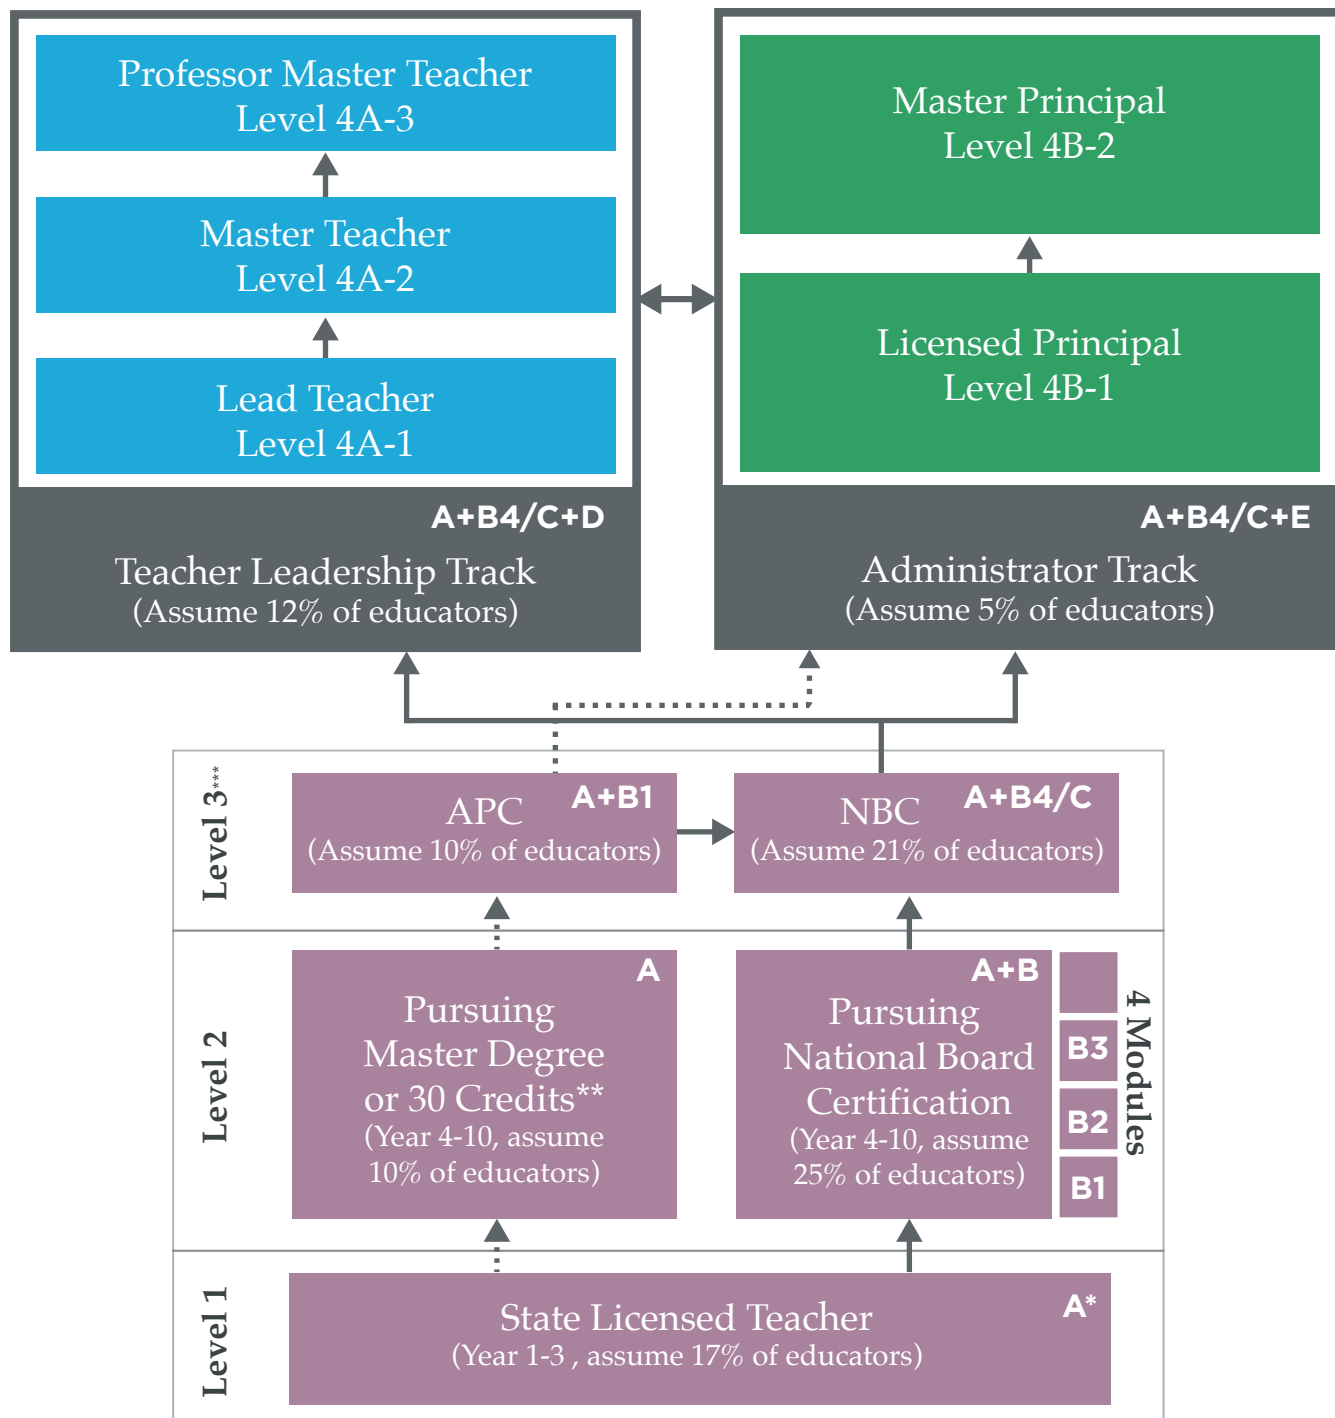 Professor Master Teacher
Level 4A-3
Master Teacher
Level 4A-2
Lead Teacher
Level 4A-1
A+B4/C+D
Teacher Leadership Track
(Assume 12% of educators)
Master Principal
Level 4B-2
Licensed Principal
Level 4B-1
A+B4/C+E
Administrator Track
(Assume 5% of educators)
Level 3***
A+B1
APC
(Assume 10% of educators)
A+B4/C
NBC
(Assume 21% of educators)
Level 2
A
Pursuing
Master Degree
or 30 Credits**
(Year 4-10, assume
10% of educators)
A+B
Pursuing
National Board
Certification
(Year 4-10, assume
25% of educators)
B3
B2
B1
4 Modules
Level 1
A*
State Licensed Teacher
(Year 1-3 , assume 17% of educators)